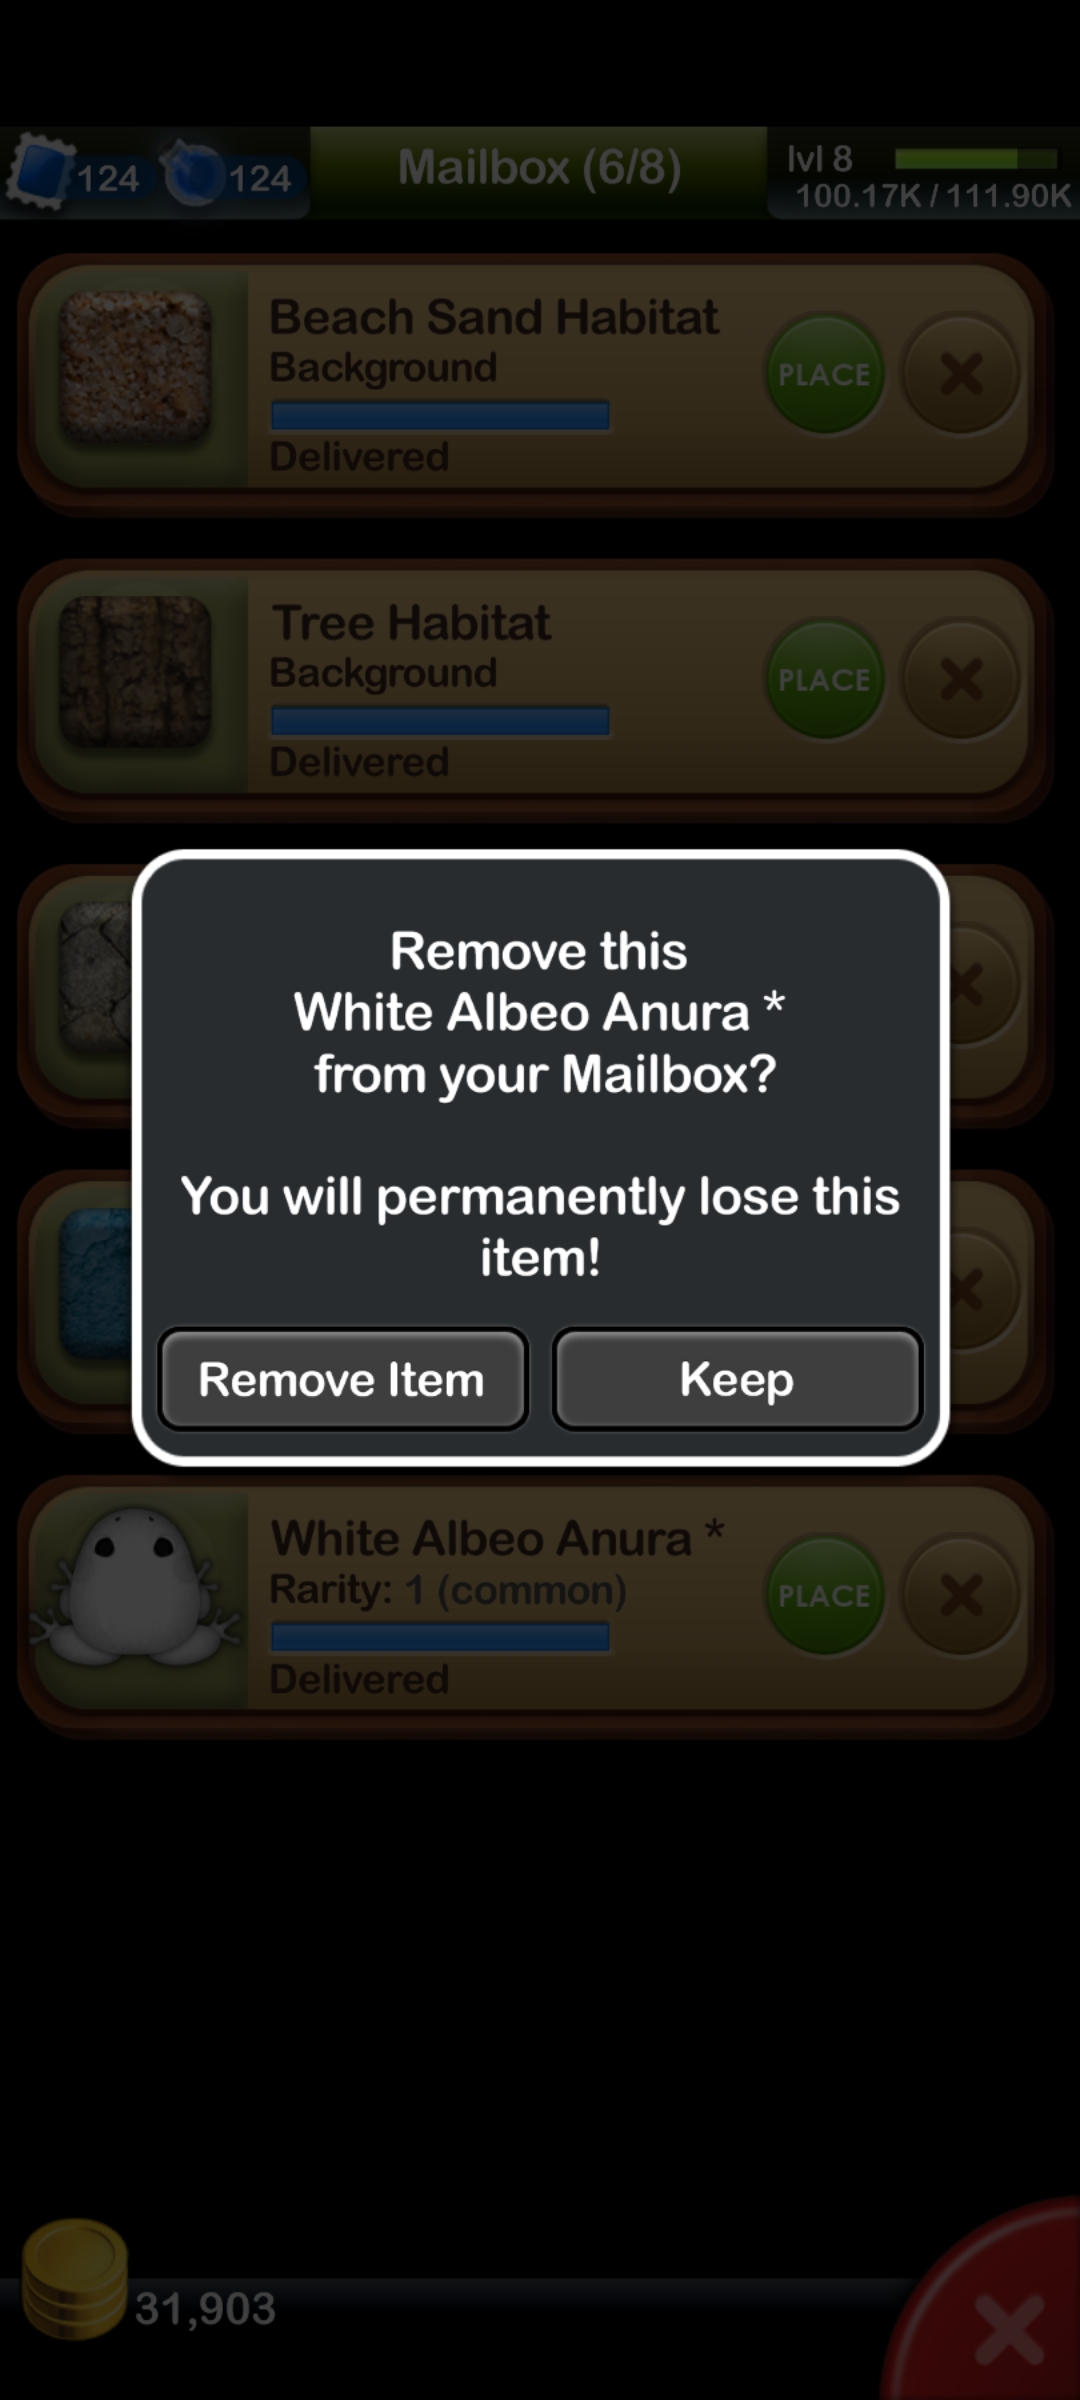 124
124
Mailbox (6/8)
lvl 8
100.17K / 111.90K
Beach Sand Habitat
Background
Delivered
PLACE
Tree Habitat
Background
Delivered
PLACE
Remove this
White Albeo Anura *
from your Mailbox?
You will permanently lose this
item!
Remove Item
Keep
White Albeo Anura *
Rarity: 1 (common)
Delivered
PLACE
31,903